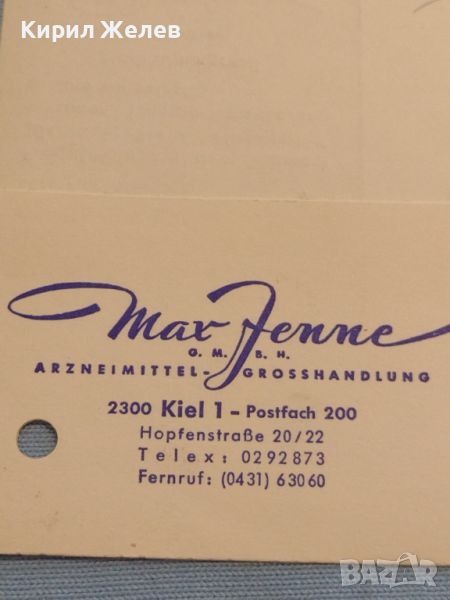 Кирил Желев
Max Jenne
G. M. B. H.
ARZNEIMITTEL-GROSSHANDLUNG
2300 Kiel 1 – Postfach 200
Hopfenstraße 20/22
Telex: 0292873
Fernruf: (0431) 63060
BAZAR